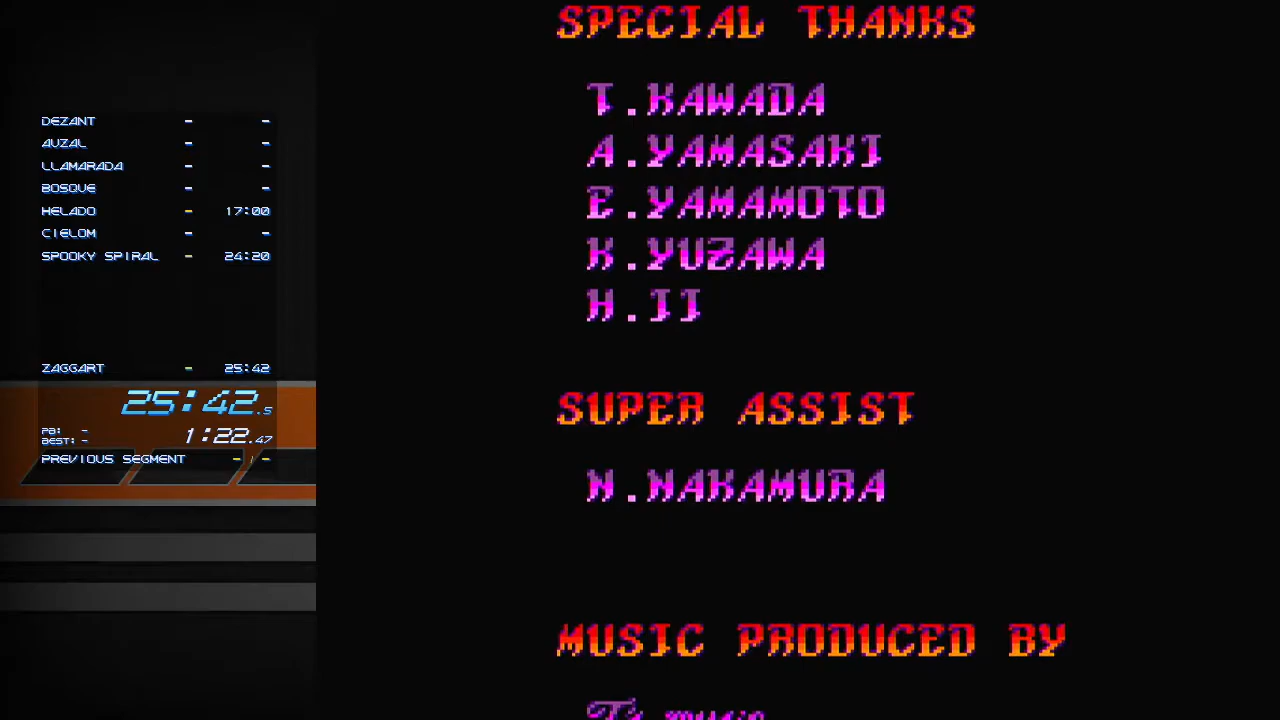 DEZANT - -
AUZAL - -
LLAMARADA - -
BOSQUE - -
HELADO - 17:00
CIELOM - -
SPOOKY SPIRAL - 24:20
ZAGGART - 25:42
25:42.5
PB: -
BEST: -
1:22.47
PREVIOUS SEGMENT - / -
SPECIAL THANKS
T.KAWADA
A.YAMASAKI
E.YAMAMOTO
K.YUZAWA
H.II
SUPER ASSIST
N.NAKAMURA
MUSIC PRODUCED BY